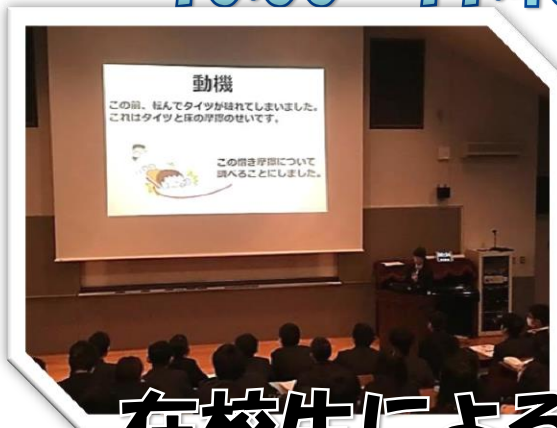 動機
この前、転んでタイツが破れてしまいました。
これはタイツと床の摩擦のせいです。
この憎き摩擦について
調べることにしました。
在校生による